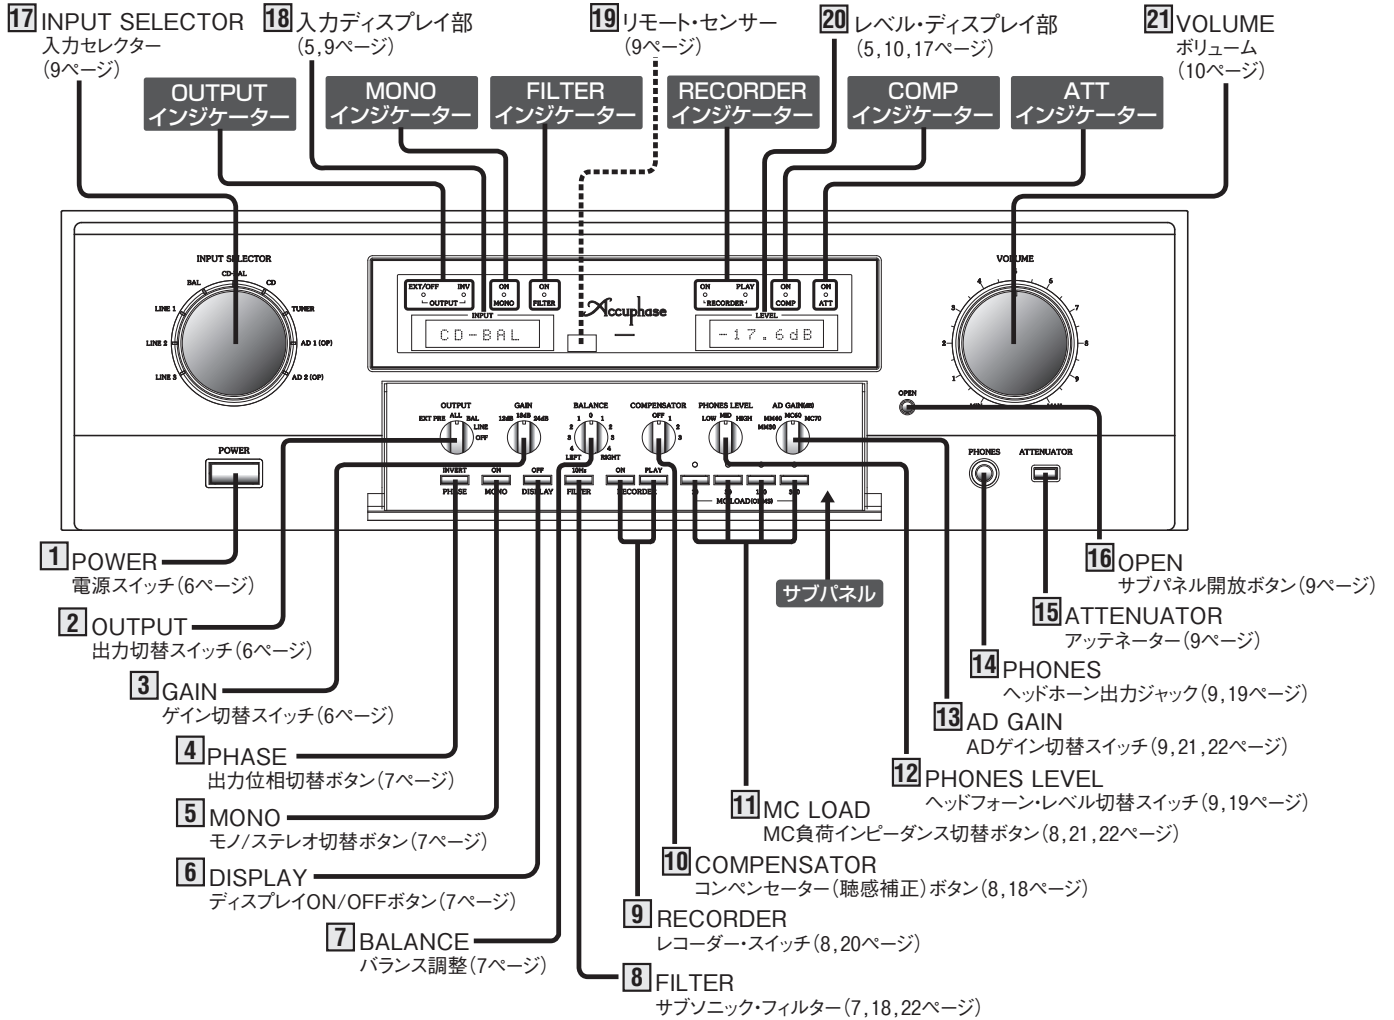 17 INPUT SELECTOR
入力セレクター
(9ページ)
18 入力ディスプレイ部
(5,9ページ)
19 リモート・センサー
(9ページ)
20 レベル・ディスプレイ部
(5,10,17ページ)
21 VOLUME
ボリューム
(10ページ)
OUTPUT
インジケーター
MONO
インジケーター
FILTER
インジケーター
RECORDER
インジケーター
COMP
インジケーター
ATT
インジケーター
INPUT SELECTOR
CD-BAL
BAL
CD
LINE 1
TUNER
LINE 2
AD 1 (OP)
LINE 3
AD 2 (OP)
EXT/OFF INV
OUTPUT
ON
MONO
ON
FILTER
INPUT
CD-BAL
Accuphase
ON PLAY
RECORDER
ON
COMP
ON
ATT
LEVEL
-17.6dB
VOLUME
4
6
3
2
8
1
9
OPEN
POWER
OUTPUT
EXT PRE ALL BAL
LINE
OFF
GAIN
12dB 18dB 24dB
BALANCE
1 0 1
2 2
3 3
4 4
LEFT RIGHT
COMPENSATOR
OFF 1
2
3
PHONES LEVEL
LOW MID HIGH
AD GAIN(dB)
MM40 MC60 MC70
MM30
INVERT
PHASE
ON
MONO
OFF
DISPLAY
10Hz
FILTER
ON PLAY
RECORDER
MC LOAD(OHMS)
PHONES
ATTENUATOR
サブパネル
1 POWER
電源スイッチ(6ページ)
2 OUTPUT
出力切替スイッチ(6ページ)
3 GAIN
ゲイン切替スイッチ(6ページ)
4 PHASE
出力位相切替ボタン(7ページ)
5 MONO
モノ/ステレオ切替ボタン(7ページ)
6 DISPLAY
ディスプレイON/OFFボタン(7ページ)
7 BALANCE
バランス調整(7ページ)
8 FILTER
サブソニック・フィルター(7,18,22ページ)
9 RECORDER
レコーダー・スイッチ(8,20ページ)
10 COMPENSATOR
コンペンセーター(聴感補正)ボタン(8,18ページ)
11 MC LOAD
MC負荷インピーダンス切替ボタン(8,21,22ページ)
12 PHONES LEVEL
ヘッドフォーン・レベル切替スイッチ(9,19ページ)
13 AD GAIN
ADゲイン切替スイッチ(9,21,22ページ)
14 PHONES
ヘッドホーン出力ジャック(9,19ページ)
15 ATTENUATOR
アッテネーター(9ページ)
16 OPEN
サブパネル開放ボタン(9ページ)